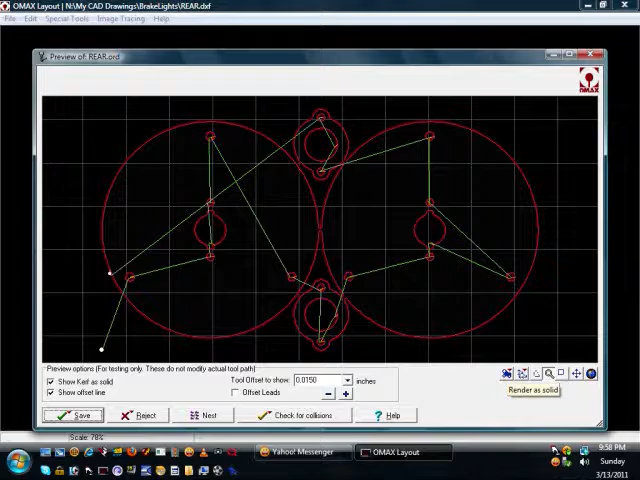 OMAX Layout | N:\My CAD Drawings\BrakeLights\REAR.dxf
File Edit Special Tools Image Tracing Help
Preview of: REAR.ord
OMAX
Preview options (For testing only. These do not modify actual tool path)
Show Kerf as solid
Show offset line
Tool Offset to show: 0.0150 inches
Offset Leads
Render as solid
Save Reject Nest Check for collisions Help
Scale: 78%
Yahoo! Messenger OMAX Layout
9:58 PM
Sunday
3/13/2011